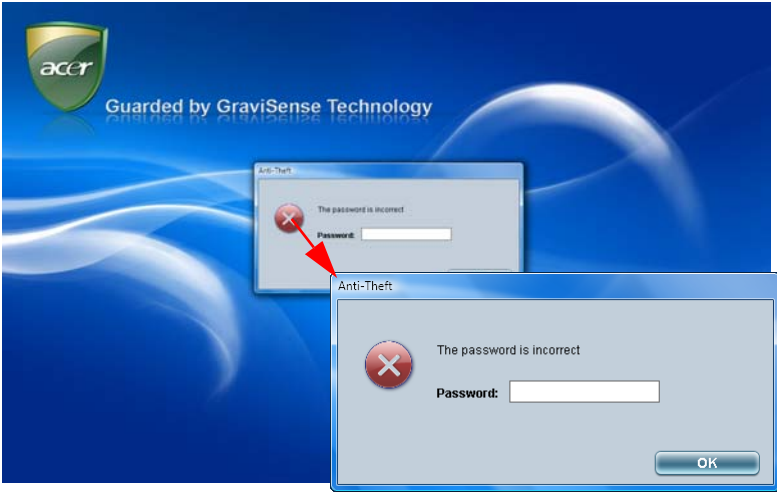 acer
Guarded by GraviSense Technology
Anti-Theft
The password is incorrect
Password:
Anti-Theft
The password is incorrect
Password:
OK